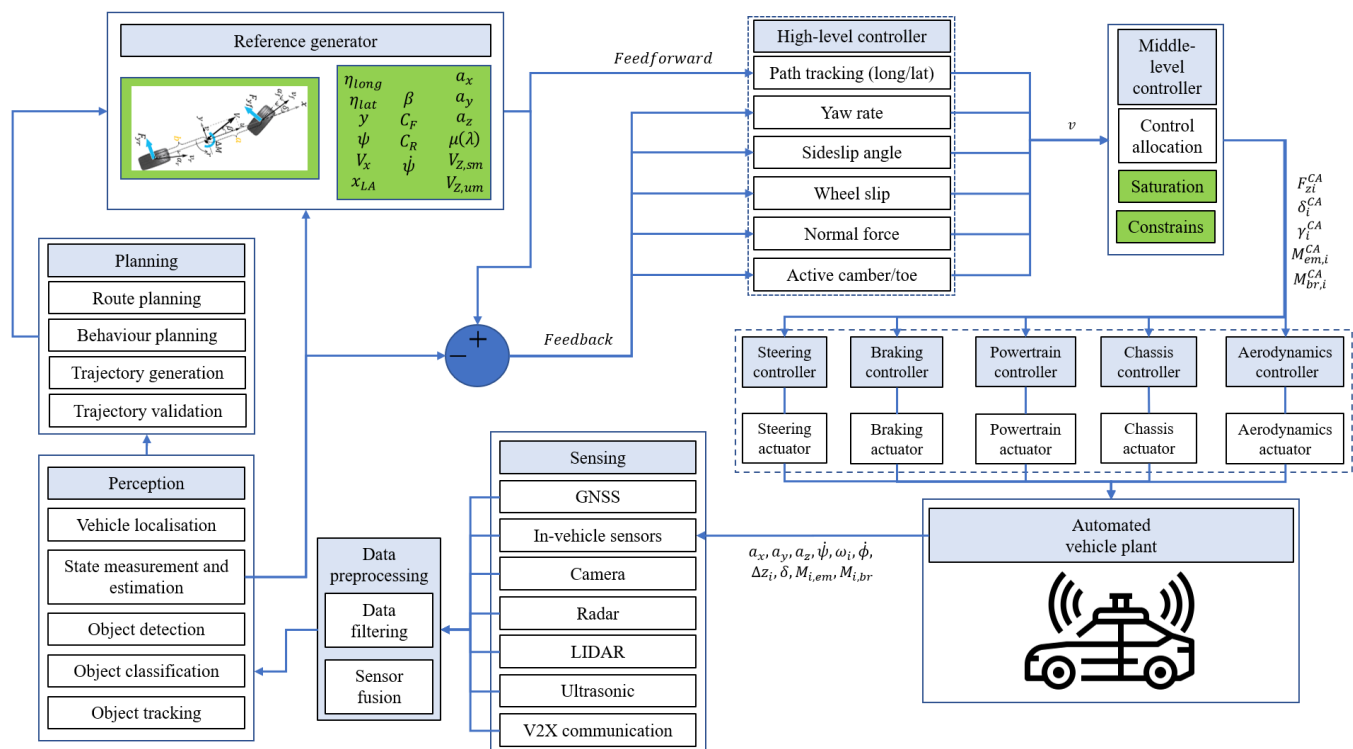 Reference generator
F_yf
F_yr
ΔM
x
η_long
η_lat
y
ψ
V_x
x_LA
β
C_F
C_R
ψ̇
a_x
a_y
a_z
μ(λ)
V_Z,sm
V_Z,um
Planning
Route planning
Behaviour planning
Trajectory generation
Trajectory validation
Perception
Vehicle localisation
State measurement and
estimation
Object detection
Object classification
Object tracking
Data
preprocessing
Data
filtering
Sensor
fusion
Sensing
GNSS
In-vehicle sensors
Camera
Radar
LIDAR
Ultrasonic
V2X communication
Feedforward
Feedback
+
−
High-level controller
Path tracking (long/lat)
Yaw rate
Sideslip angle
Wheel slip
Normal force
Active camber/toe
v
Middle-
level
controller
Control
allocation
Saturation
Constrains
F_zi^CA
δ_i^CA
γ_i^CA
M_em,i^CA
M_br,i^CA
Steering
controller
Braking
controller
Powertrain
controller
Chassis
controller
Aerodynamics
controller
Steering
actuator
Braking
actuator
Powertrain
actuator
Chassis
actuator
Aerodynamics
actuator
Automated
vehicle plant
a_x, a_y, a_z, ψ̇, ω_i, φ̇,
Δz_i, δ, M_i,em, M_i,br